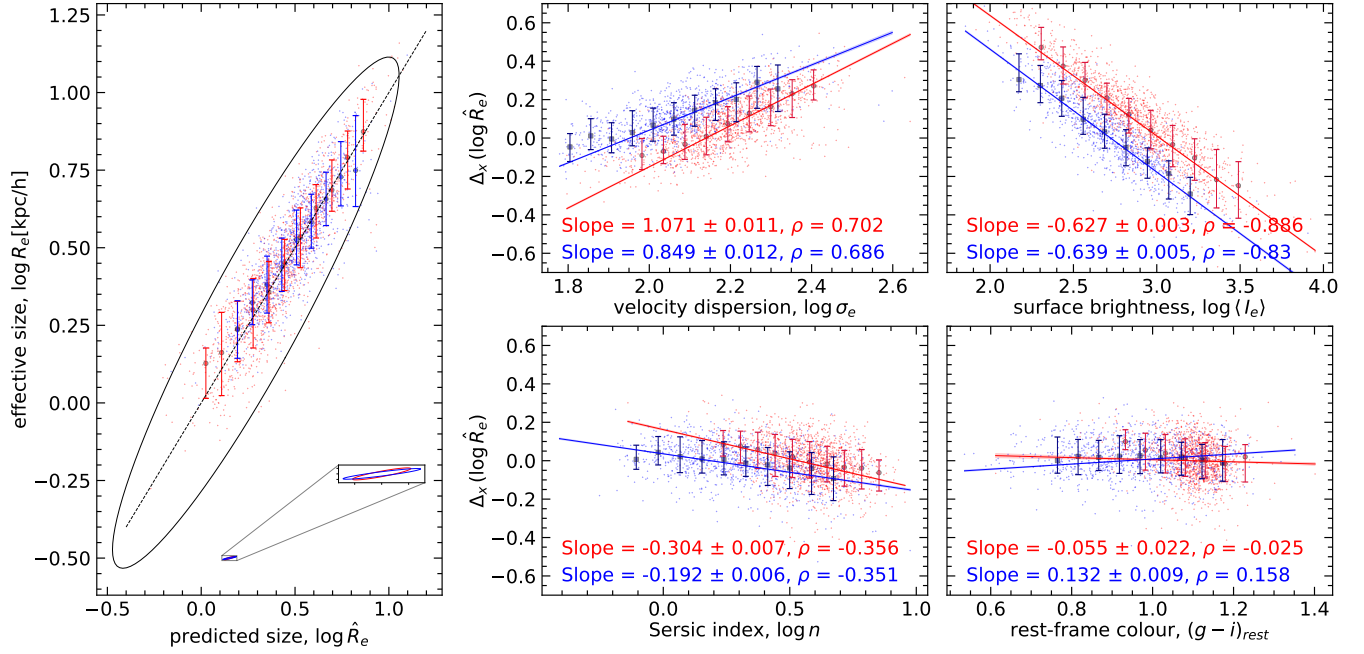 effective size, log R_e[kpc/h]
1.25
1.00
0.75
0.50
0.25
0.00
−0.25
−0.50
−0.5 0.0 0.5 1.0
predicted size, log R̂_e
Δ_x (log R̂_e)
0.6
0.4
0.2
0.0
−0.2
−0.4
−0.6
Slope = 1.071 ± 0.011, ρ = 0.702
Slope = 0.849 ± 0.012, ρ = 0.686
1.8 2.0 2.2 2.4 2.6
velocity dispersion, log σ_e
Slope = -0.627 ± 0.003, ρ = -0.886
Slope = -0.639 ± 0.005, ρ = -0.83
2.0 2.5 3.0 3.5 4.0
surface brightness, log ⟨I_e⟩
Δ_x (log R̂_e)
0.6
0.4
0.2
0.0
−0.2
−0.4
−0.6
Slope = -0.304 ± 0.007, ρ = -0.356
Slope = -0.192 ± 0.006, ρ = -0.351
0.0 0.5 1.0
Sersic index, log n
Slope = -0.055 ± 0.022, ρ = -0.025
Slope = 0.132 ± 0.009, ρ = 0.158
0.6 0.8 1.0 1.2 1.4
rest-frame colour, (g − i)_rest